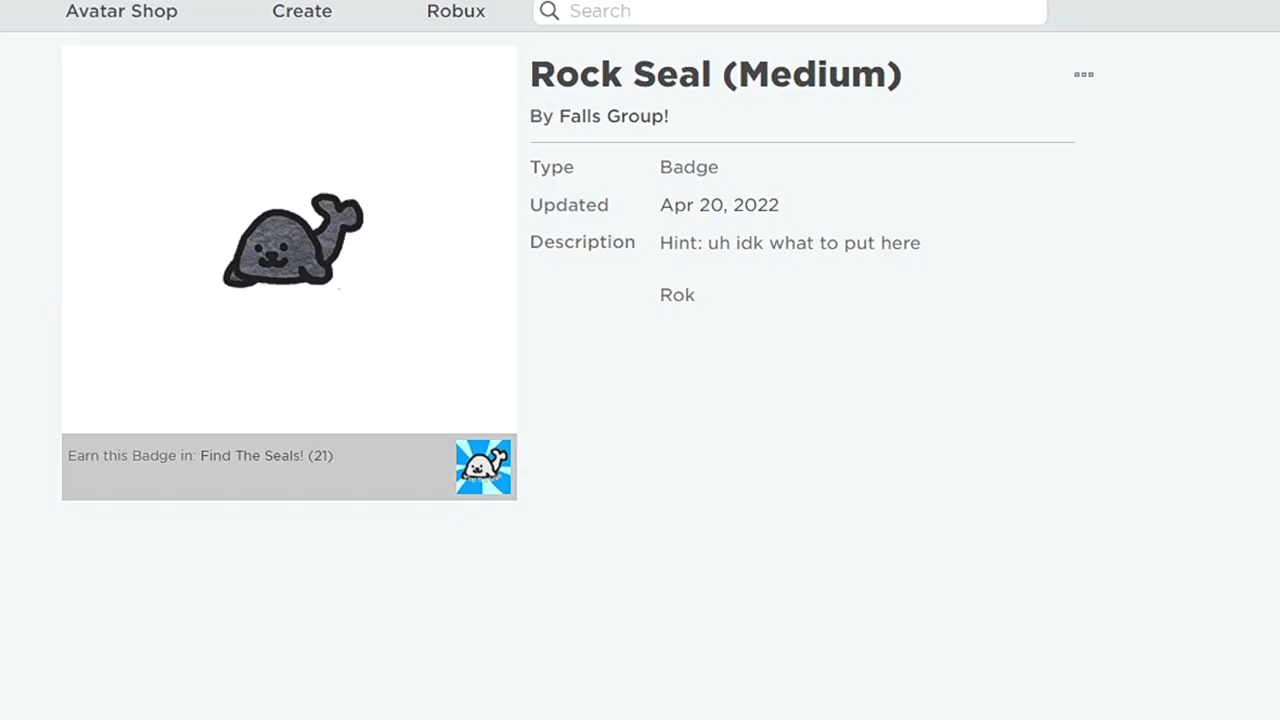 Avatar Shop Create Robux Search
Rock Seal (Medium)
By Falls Group!
Type Badge
Updated Apr 20, 2022
Description Hint: uh idk what to put here
Rok
Earn this Badge in: Find The Seals! (21)